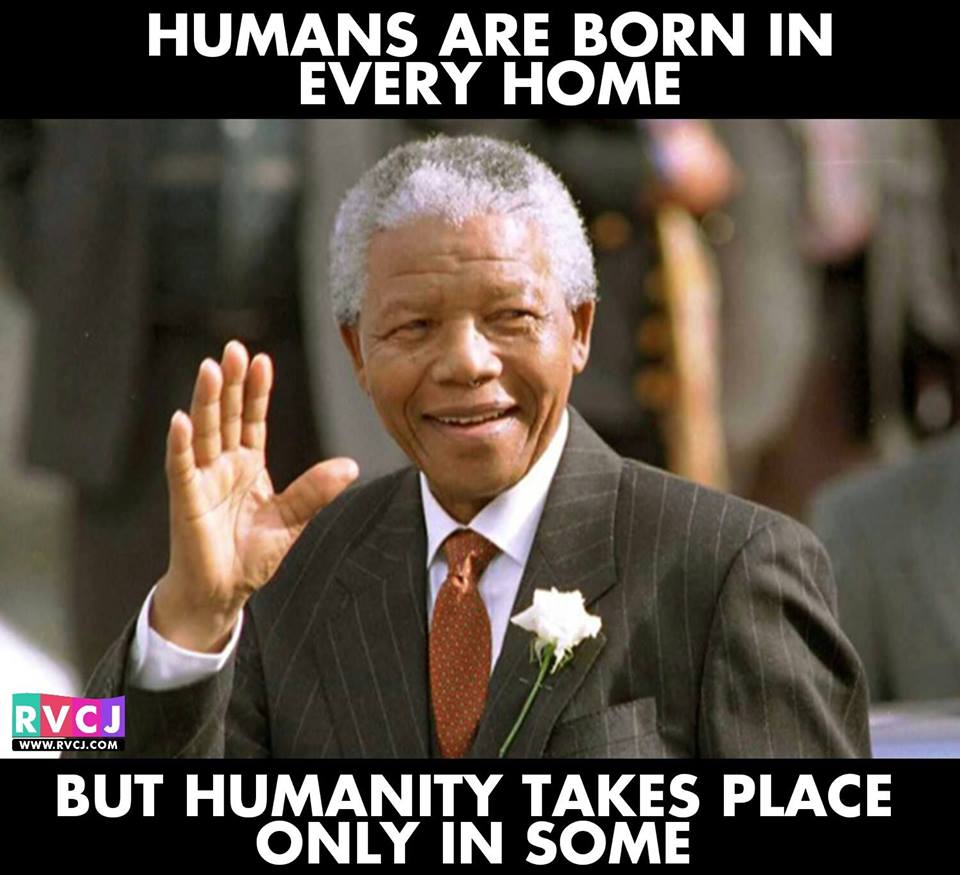 HUMANS ARE BORN IN
EVERY HOME
RVCJ
WWW.RVCJ.COM
BUT HUMANITY TAKES PLACE
ONLY IN SOME